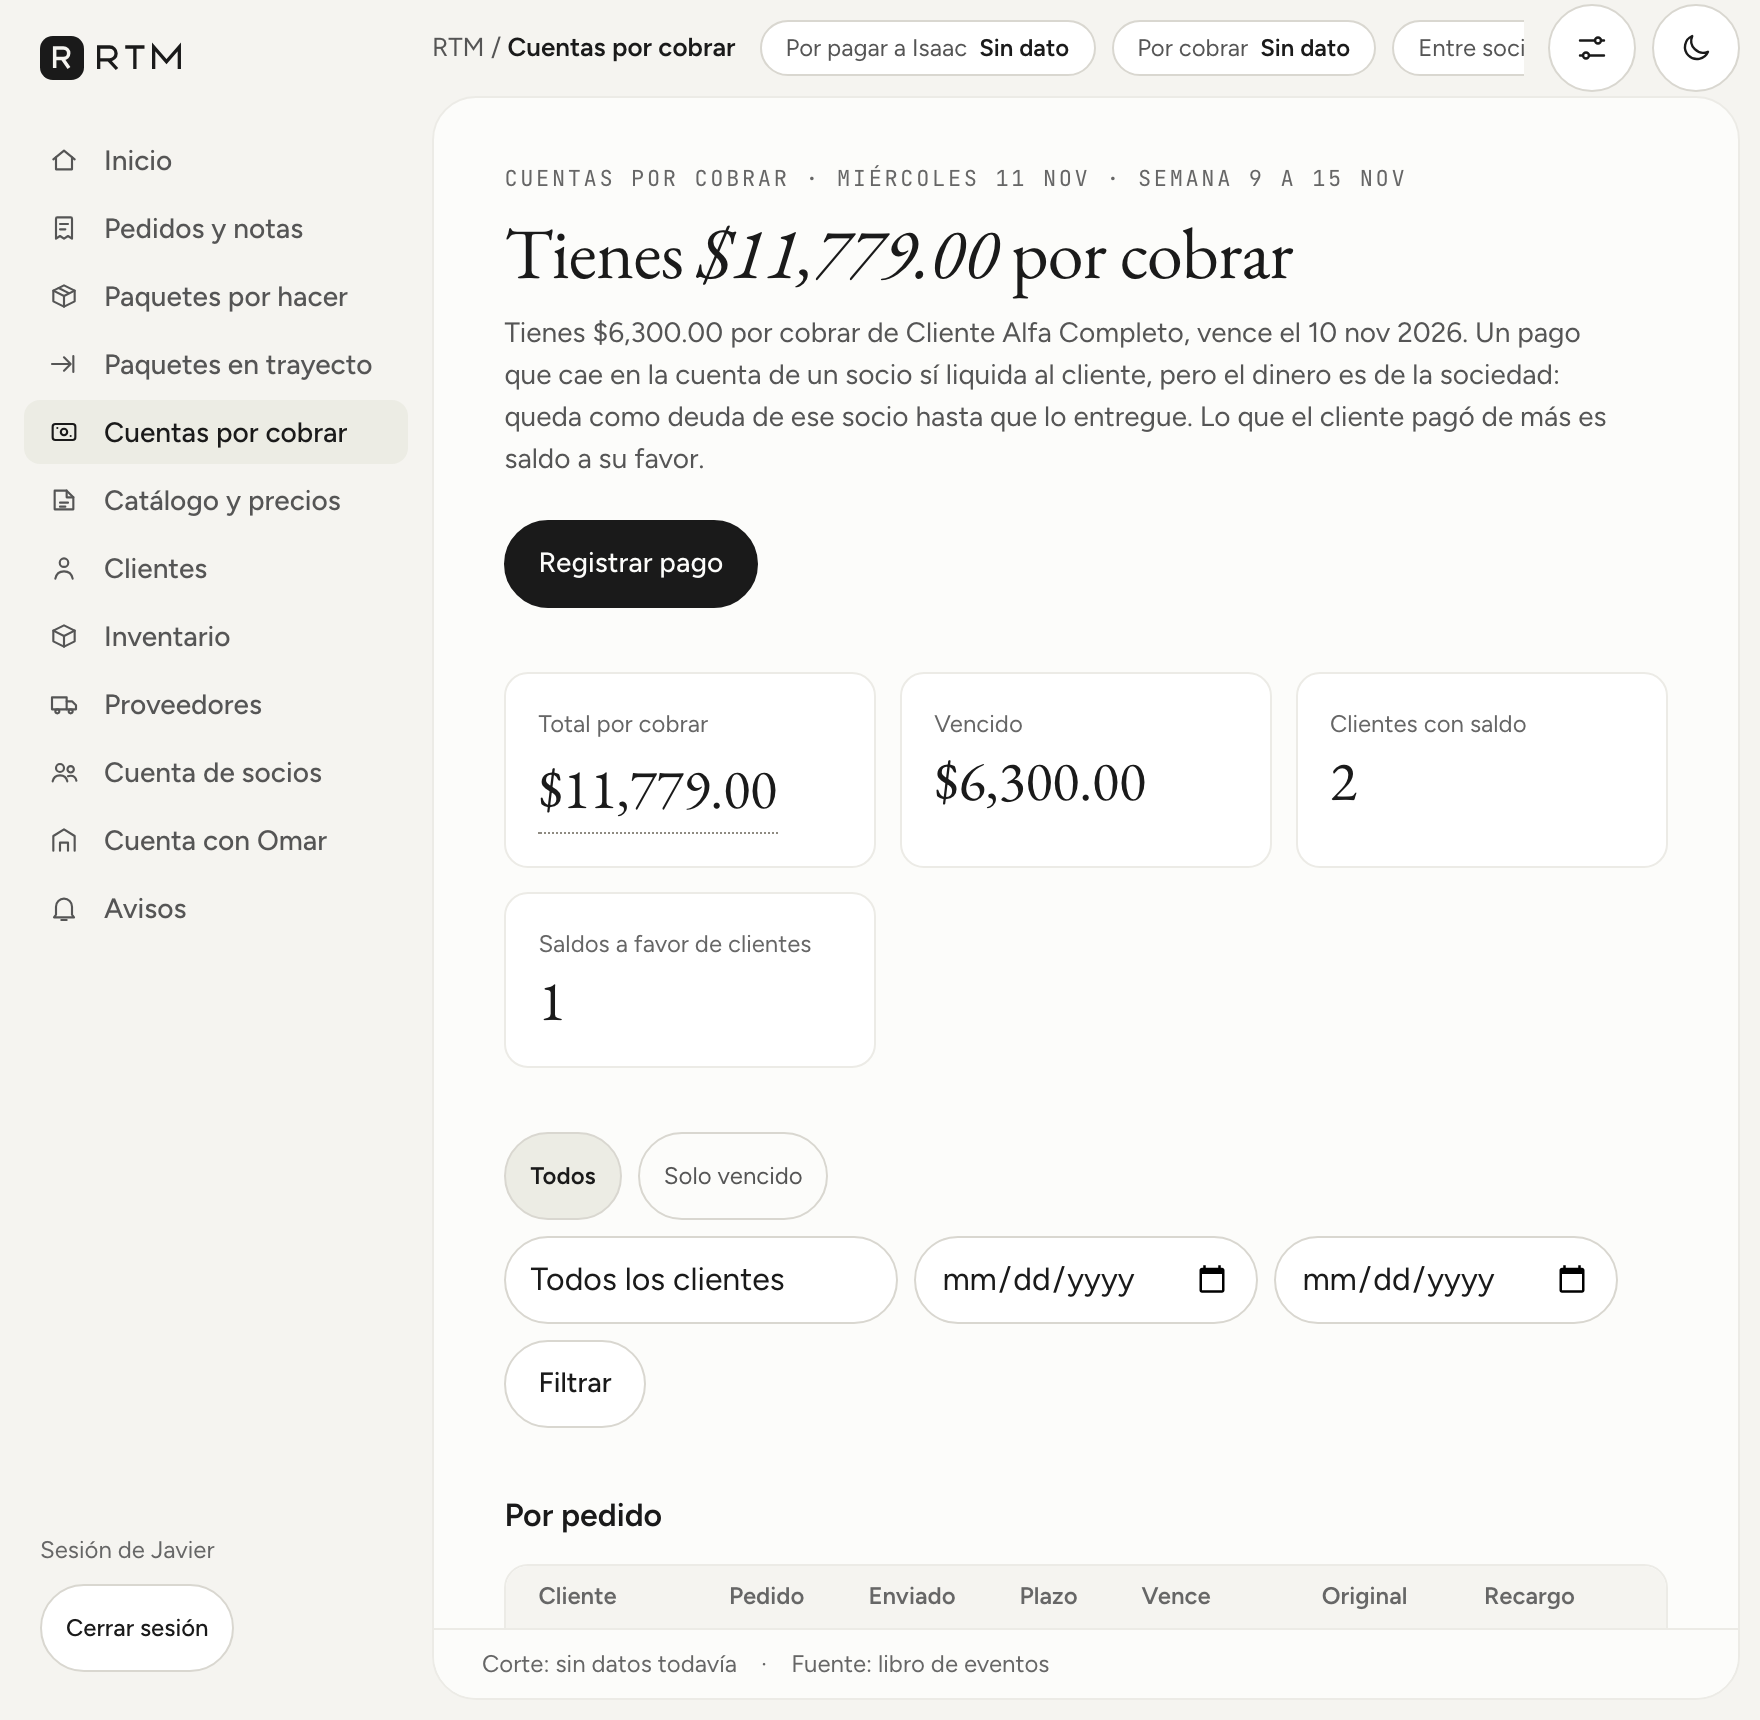 R RTM
Inicio
Pedidos y notas
Paquetes por hacer
Paquetes en trayecto
Cuentas por cobrar
Catálogo y precios
Clientes
Inventario
Proveedores
Cuenta de socios
Cuenta con Omar
Avisos
Sesión de Javier
Cerrar sesión
RTM / Cuentas por cobrar
Por pagar a Isaac Sin dato
Por cobrar Sin dato
Entre soci
CUENTAS POR COBRAR · MIÉRCOLES 11 NOV · SEMANA 9 A 15 NOV
Tienes $11,779.00 por cobrar
Tienes $6,300.00 por cobrar de Cliente Alfa Completo, vence el 10 nov 2026. Un pago
que cae en la cuenta de un socio sí liquida al cliente, pero el dinero es de la sociedad:
queda como deuda de ese socio hasta que lo entregue. Lo que el cliente pagó de más es
saldo a su favor.
Registrar pago
Total por cobrar
$11,779.00
Vencido
$6,300.00
Clientes con saldo
2
Saldos a favor de clientes
1
Todos
Solo vencido
Todos los clientes
mm/dd/yyyy
mm/dd/yyyy
Filtrar
Por pedido
Cliente Pedido Enviado Plazo Vence Original Recargo
Corte: sin datos todavía · Fuente: libro de eventos